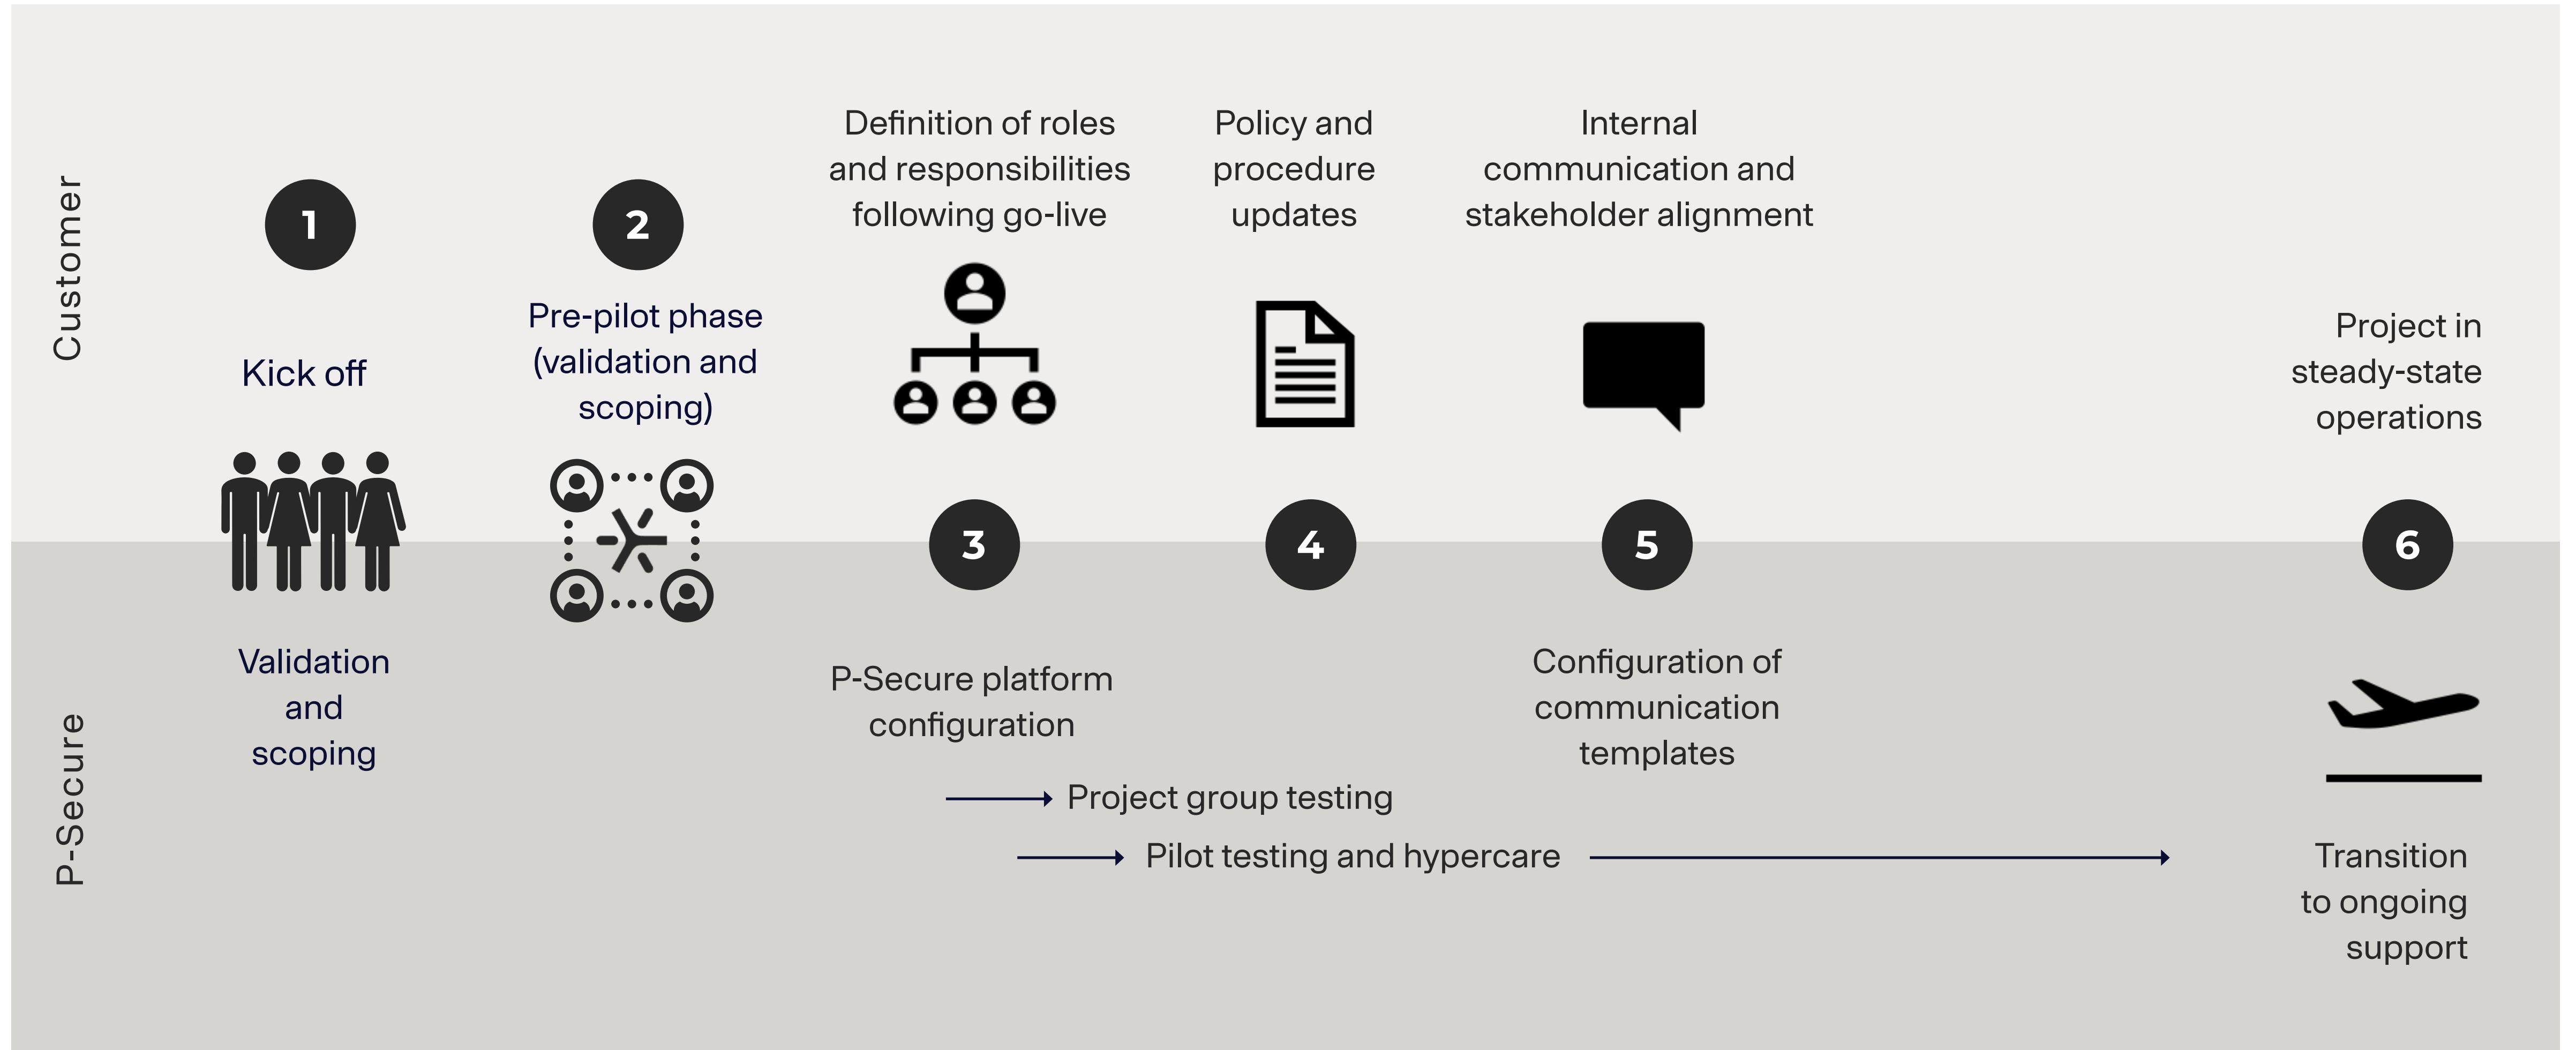 Customer
1
Kick off
2
Pre-pilot phase
(validation and
scoping)
Definition of roles
and responsibilities
following go-live
Policy and
procedure
updates
Internal
communication and
stakeholder alignment
Project in
steady-state
operations
3
4
5
6
P-Secure
Validation
and
scoping
P-Secure platform
configuration
Configuration of
communication
templates
Project group testing
Pilot testing and hypercare
Transition
to ongoing
support